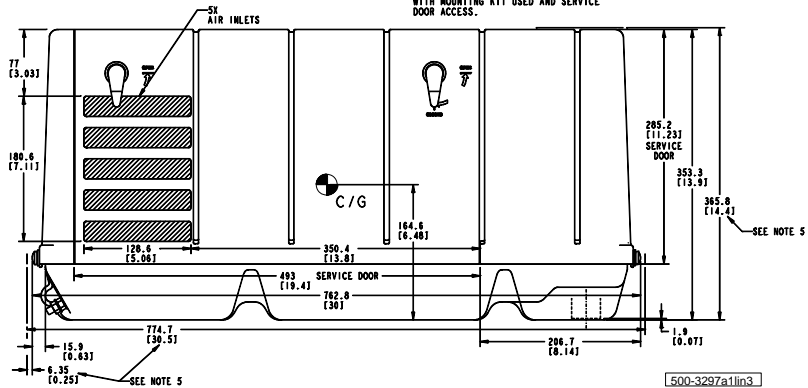 WITH MOUNTING KIT USED AND SERVICE
DOOR ACCESS.
5X
AIR INLETS
77
[3.03]
180.6
[7.11]
285.2
[11.23]
SERVICE
DOOR
353.3
[13.9]
365.8
[14.4]
SEE NOTE 5
C/G
164.6
[6.48]
128.6
[5.06]
350.4
[13.8]
493 SERVICE DOOR
[19.4]
762.8
[30]
774.7
[30.5]
15.9
[0.63]
6.35
[0.25]
SEE NOTE 5
206.7
[8.14]
1.9
[0.07]
500-3297a1lin3